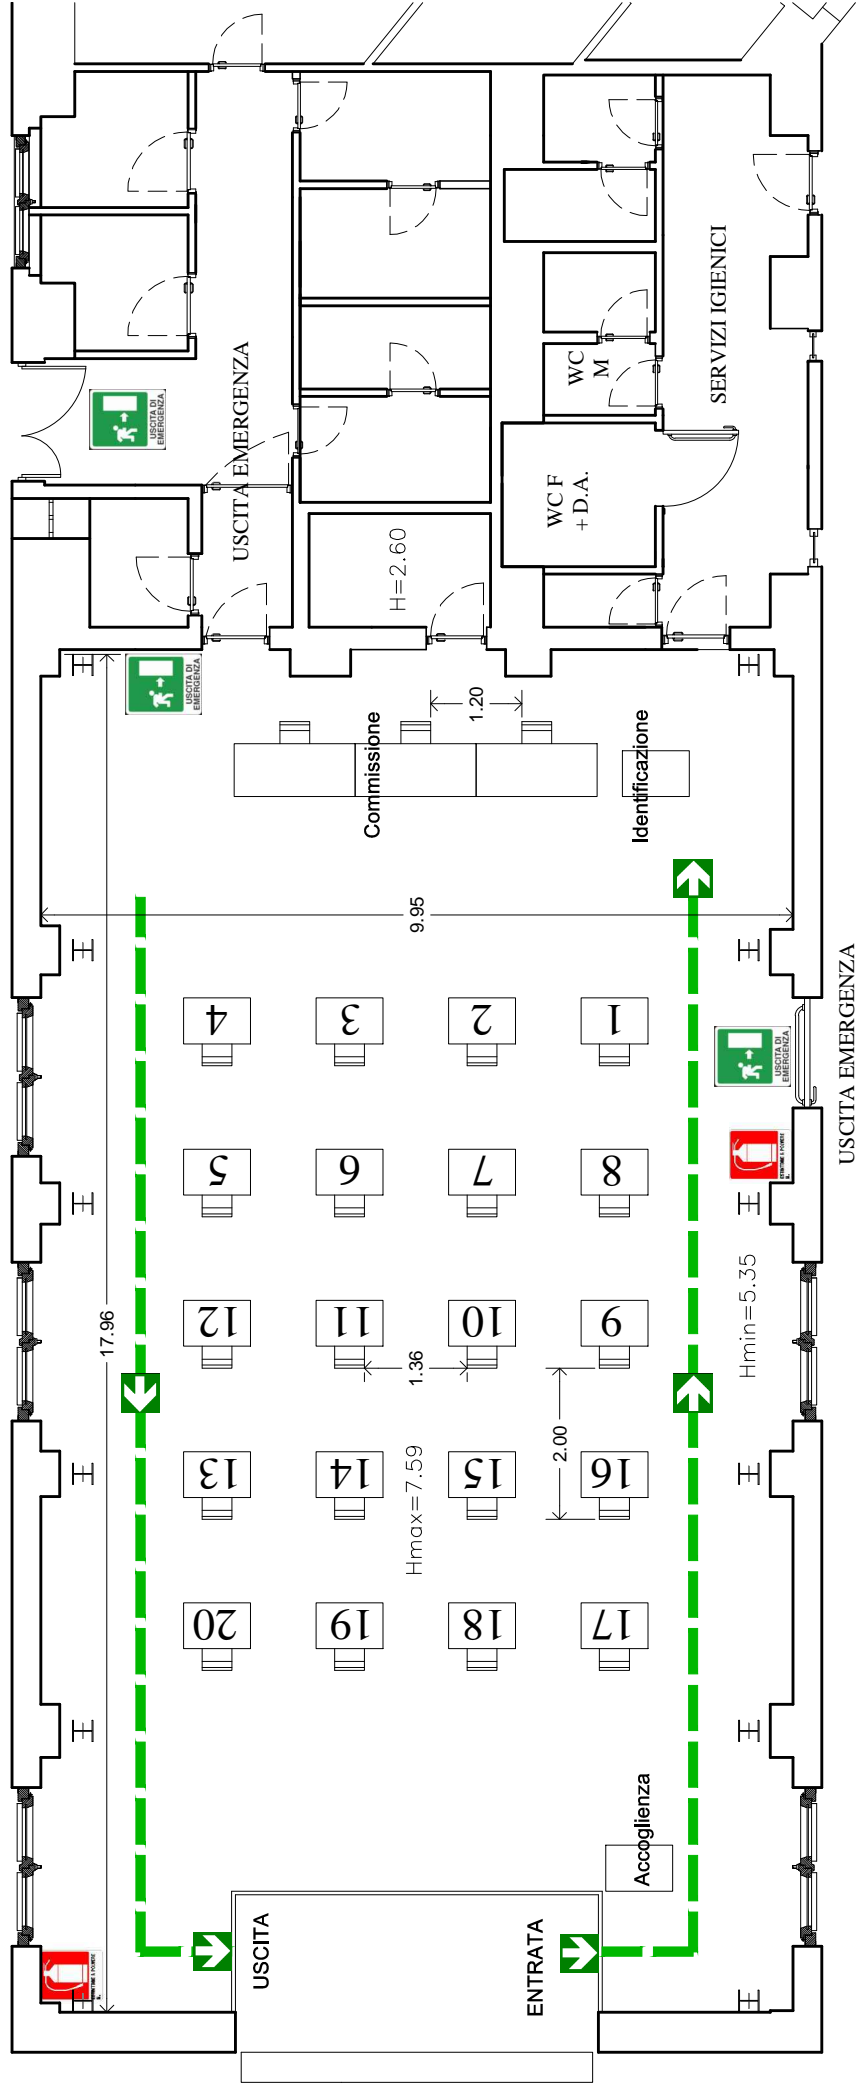 USCITA DI
EMERGENZA
USCITA EMERGENZA
SERVIZI IGIENICI
WC
M
WC F
+ D.A.
H=2.60
USCITA DI
EMERGENZA
Commissione
1.20
Identificazione
9.95
4
3
2
1
USCITA DI
EMERGENZA
USCITA EMERGENZA
5
6
7
8
17.96
12
11
10
9
1.36
2.00
Hmin=5.35
13
14
15
16
Hmax=7.59
20
19
18
17
Accoglienza
USCITA
ENTRATA